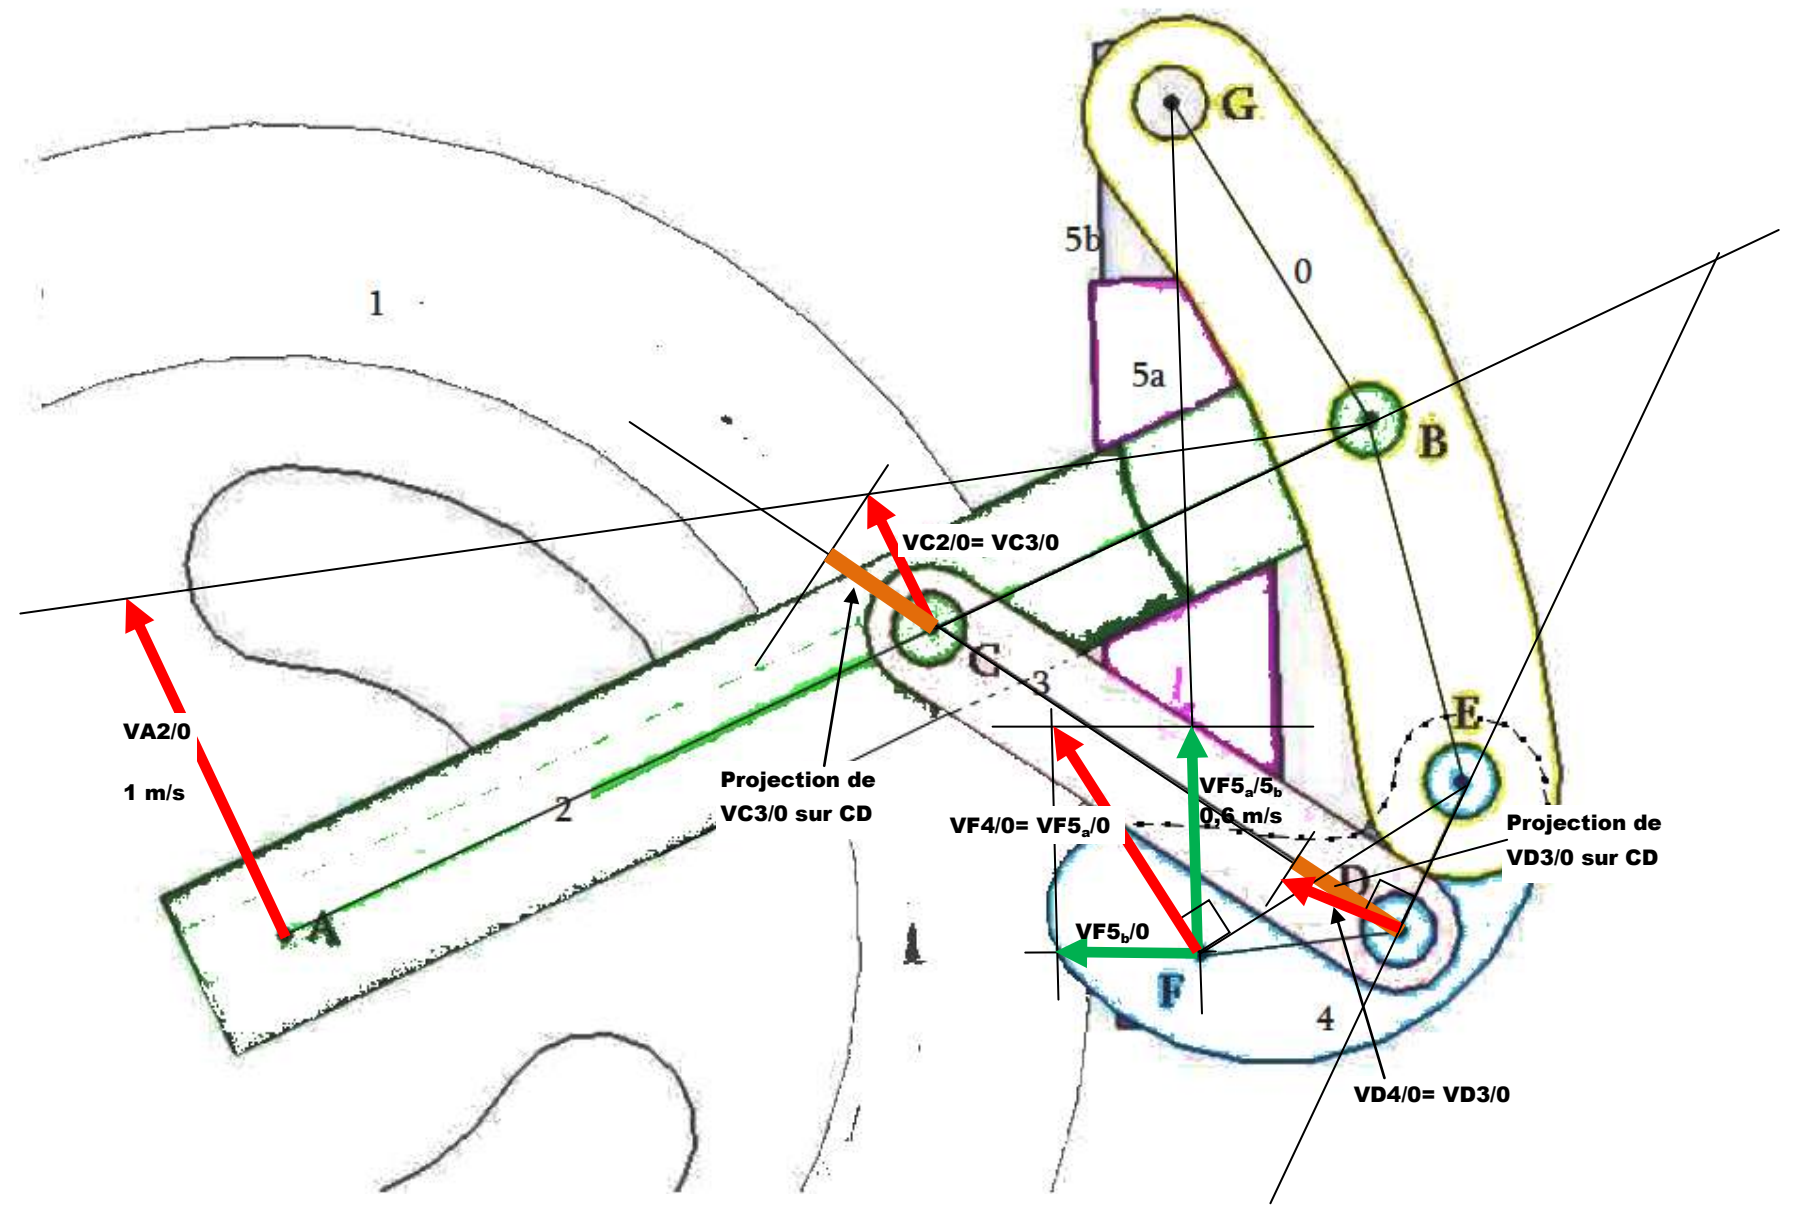 G
5b
0
1
5a
B
VC2/0= VC3/0
C
3
E
VA2/0
1 m/s
2
Projection de
VC3/0 sur CD
VF5a/5b
0,6 m/s
VF4/0= VF5a/0
Projection de
VD3/0 sur CD
D
A
VF5b/0
F
4
VD4/0= VD3/0